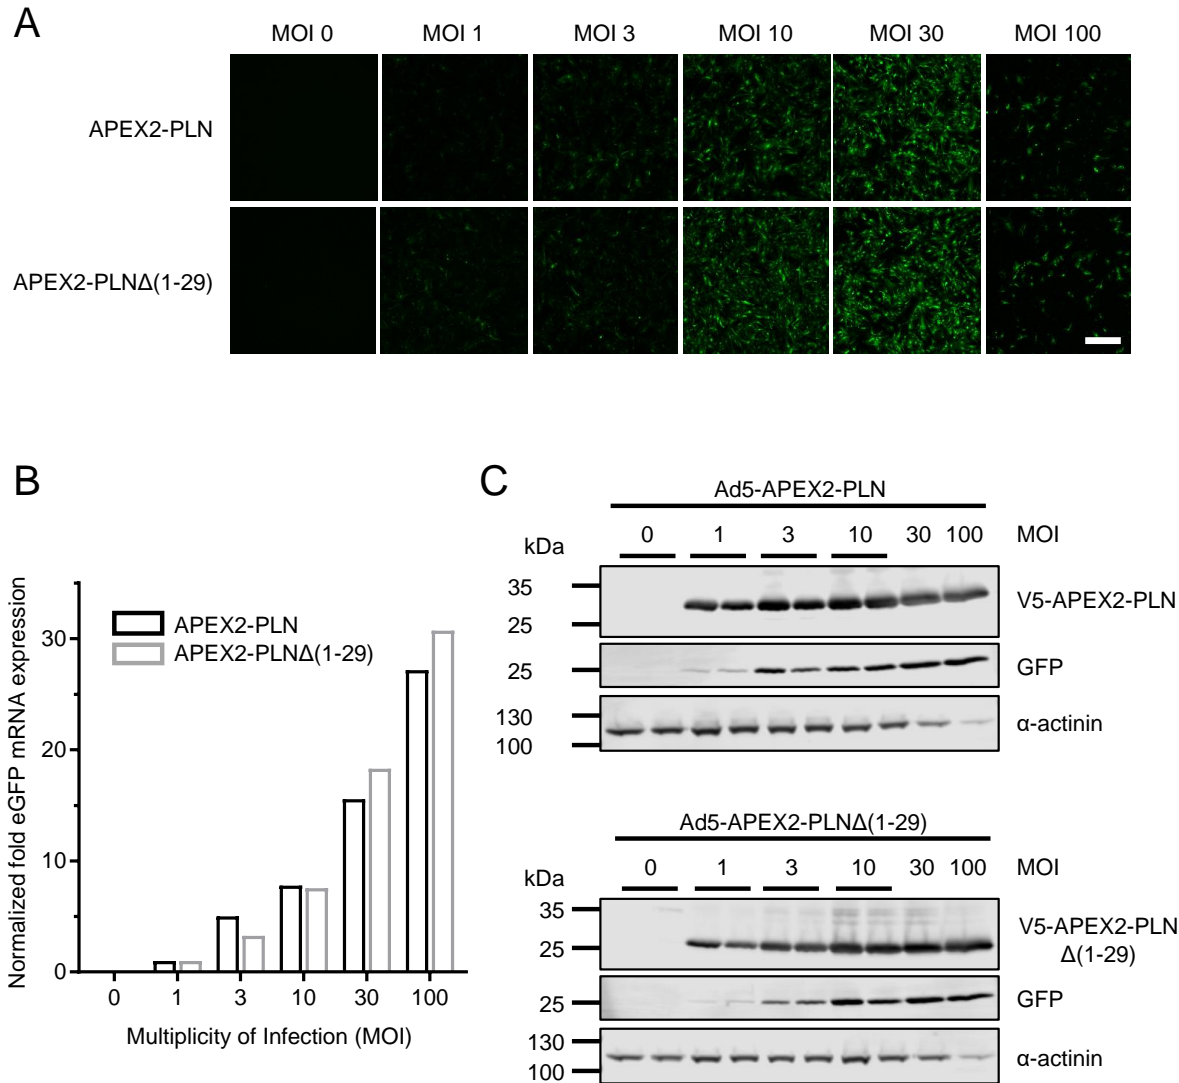 A
MOI 0 MOI 1 MOI 3 MOI 10 MOI 30 MOI 100
APEX2-PLN
APEX2-PLNΔ(1-29)
B
Normalized fold eGFP mRNA expression
30
20
10
0
APEX2-PLN
APEX2-PLNΔ(1-29)
0 1 3 10 30 100
Multiplicity of Infection (MOI)
C
Ad5-APEX2-PLN
kDa 0 1 3 10 30 100 MOI
35
25
V5-APEX2-PLN
25
GFP
130
100
α-actinin
Ad5-APEX2-PLNΔ(1-29)
kDa 0 1 3 10 30 100 MOI
35
25
V5-APEX2-PLN
Δ(1-29)
25
GFP
130
100
α-actinin